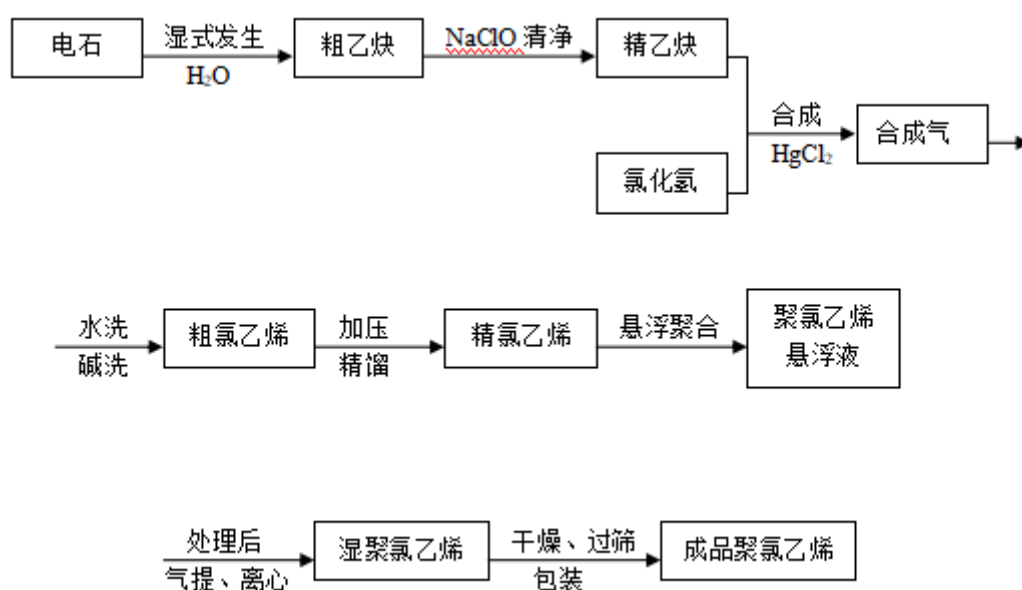 电石
湿式发生
H₂O
粗乙炔
NaClO 清净
精乙炔
氯化氢
合成
HgCl₂
合成气
水洗
碱洗
粗氯乙烯
加压
精馏
精氯乙烯
悬浮聚合
聚氯乙烯
悬浮液
处理后
气提、离心
湿聚氯乙烯
干燥、过筛
包装
成品聚氯乙烯